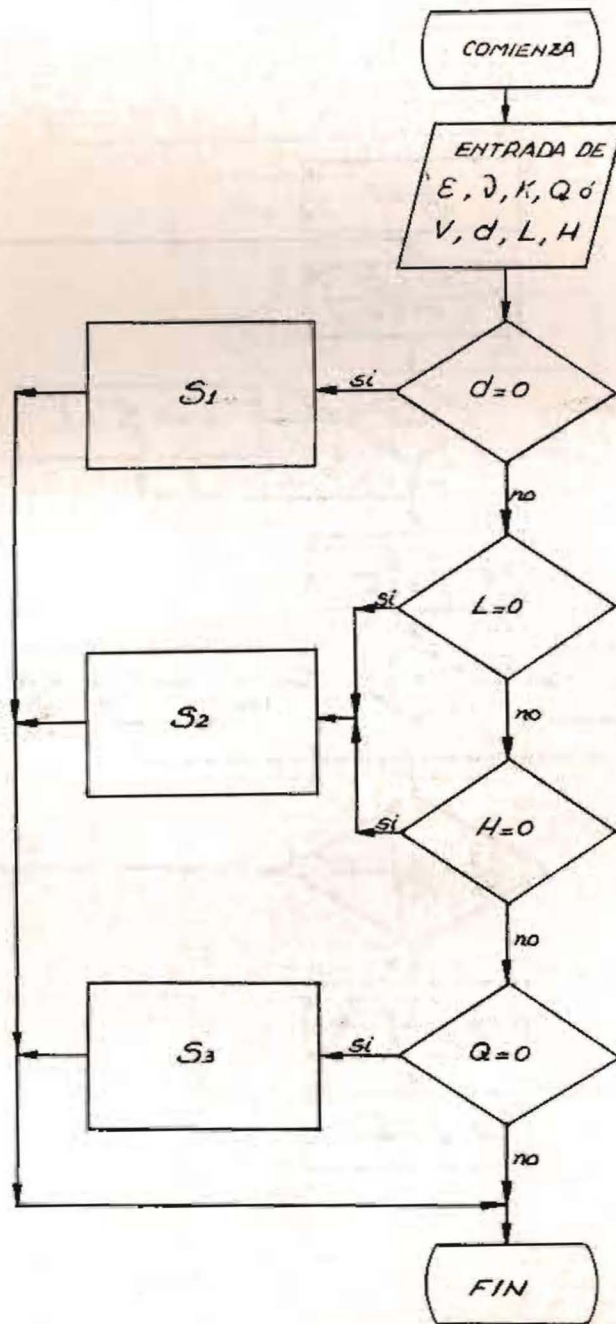 COMIENZA
ENTRADA DE
Ɛ, ϑ, K, Q ó
V, d, L, H
d=0
si
S1
no
L=0
si
S2
no
H=0
si
no
Q=0
si
S3
no
FIN